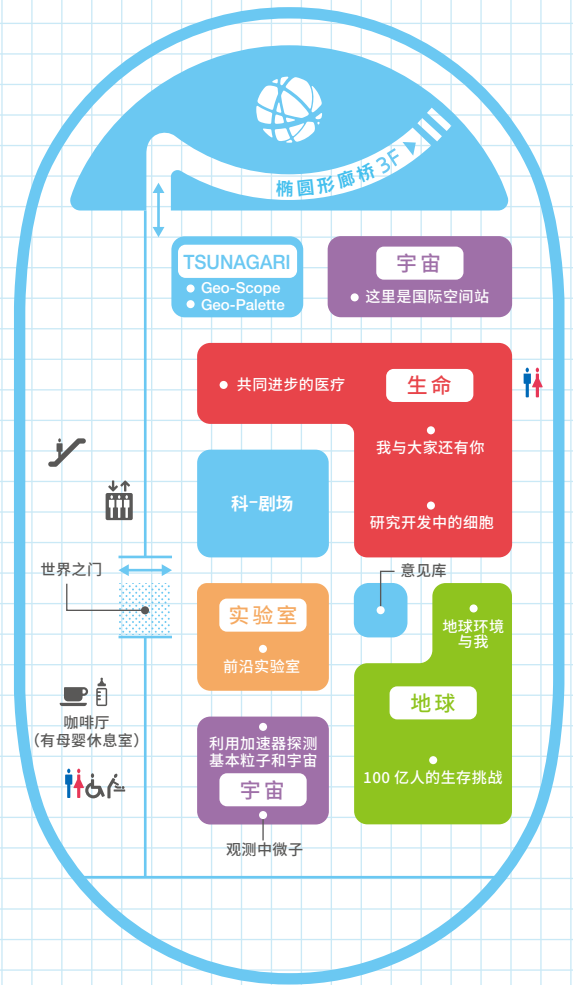 椭圆形廊桥3F
TSUNAGARI
Geo-Scope
Geo-Palette
宇宙
这里是国际空间站
共同进步的医疗
生命
我与大家还有你
研究开发中的细胞
科-剧场
世界之门
意见库
实验室
前沿实验室
地球环境
与我
地球
100 亿人的生存挑战
咖啡厅
（有母婴休息室）
利用加速器探测
基本粒子和宇宙
宇宙
观测中微子